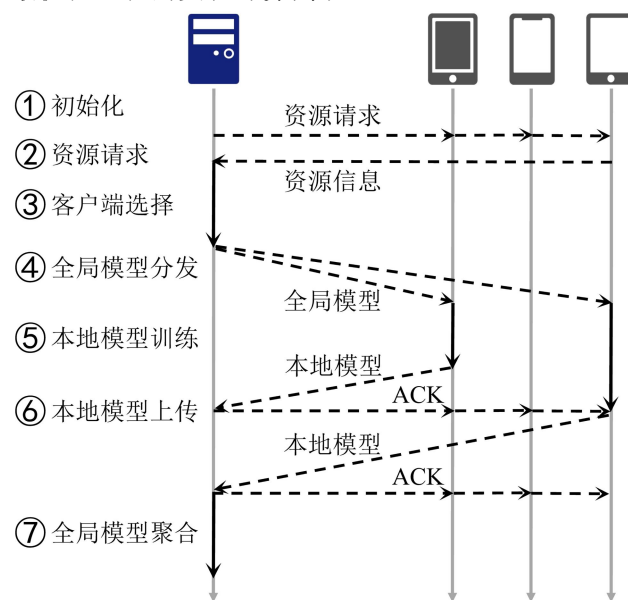 ①初始化
资源请求
②资源请求
资源信息
③客户端选择
④全局模型分发
全局模型
⑤本地模型训练
本地模型
ACK
⑥本地模型上传
本地模型
ACK
⑦全局模型聚合